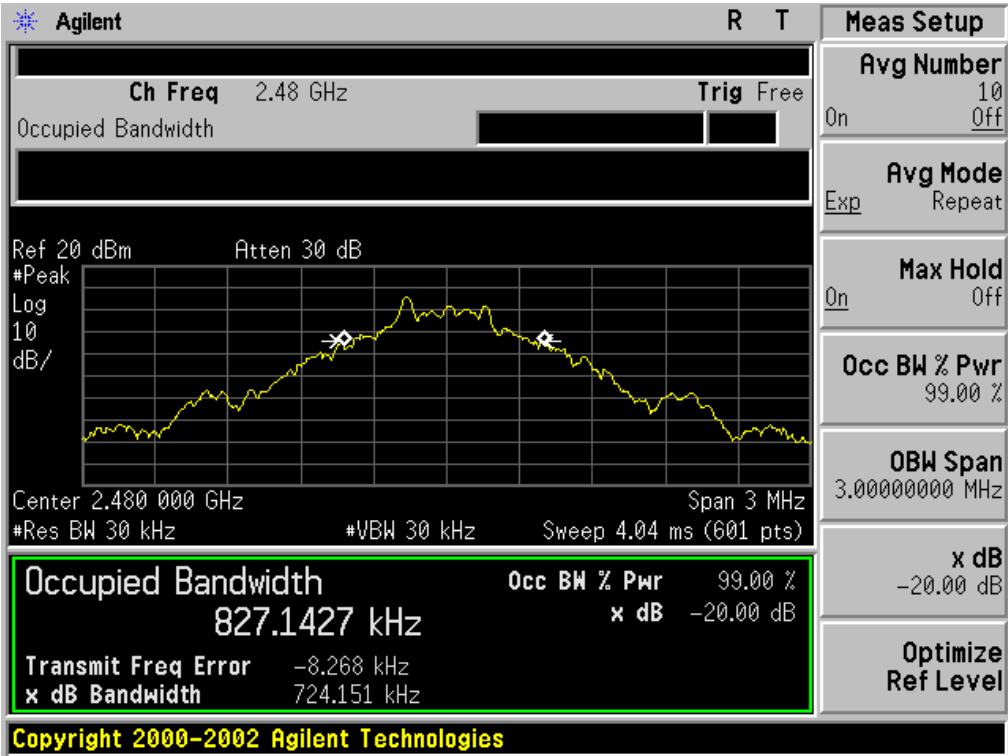 Agilent R T
Ch Freq 2.48 GHz Trig Free
Occupied Bandwidth
Ref 20 dBm Atten 30 dB
#Peak
Log
10
dB/
Center 2.480 000 GHz Span 3 MHz
#Res BW 30 kHz #VBW 30 kHz Sweep 4.04 ms (601 pts)
Occupied Bandwidth
827.1427 kHz
Occ BW % Pwr 99.00 %
x dB -20.00 dB
Transmit Freq Error -8.268 kHz
x dB Bandwidth 724.151 kHz
Copyright 2000-2002 Agilent Technologies
Meas Setup
Avg Number
10
On Off
Avg Mode
Exp Repeat
Max Hold
On Off
Occ BW % Pwr
99.00 %
OBW Span
3.00000000 MHz
x dB
-20.00 dB
Optimize
Ref Level